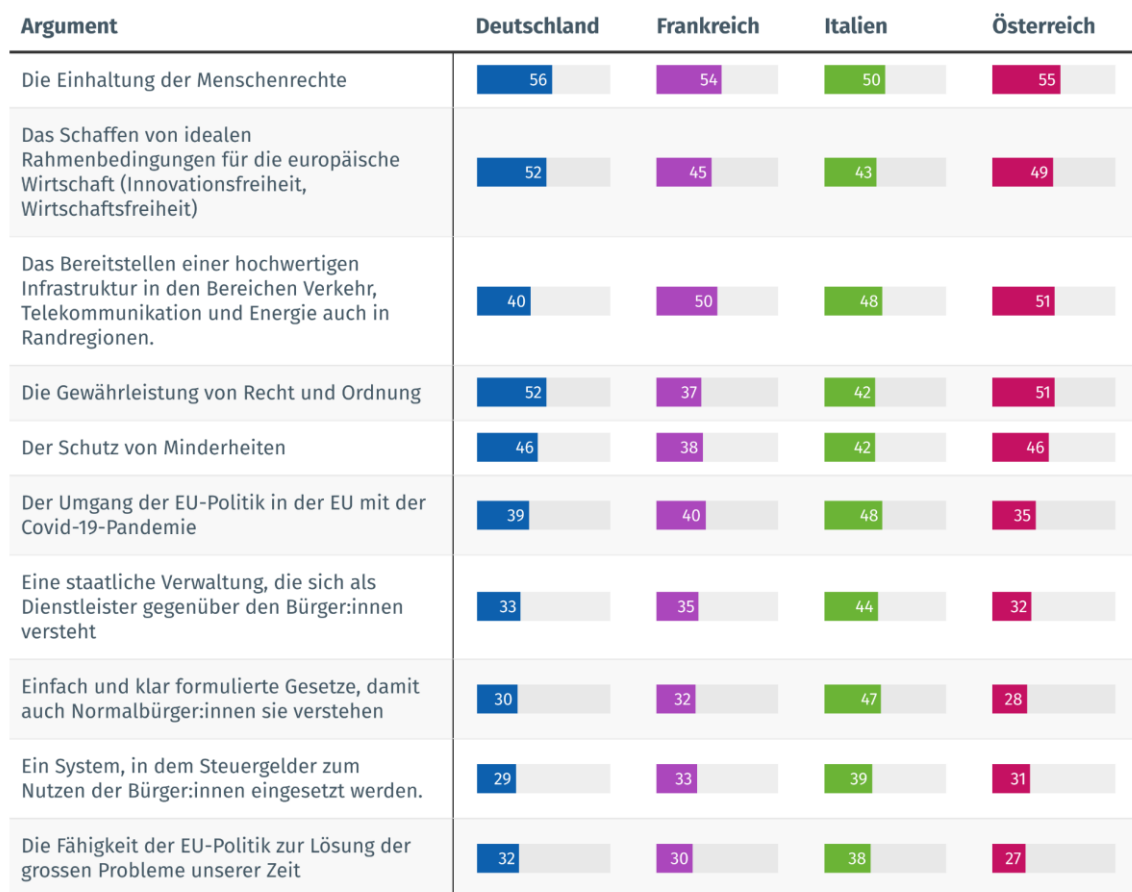 Argument Deutschland Frankreich Italien Österreich
Die Einhaltung der Menschenrechte 56 54 50 55
Das Schaffen von idealen
Rahmenbedingungen für die europäische
Wirtschaft (Innovationsfreiheit,
Wirtschaftsfreiheit)
52 45 43 49
Das Bereitstellen einer hochwertigen
Infrastruktur in den Bereichen Verkehr,
Telekommunikation und Energie auch in
Randregionen.
40 50 48 51
Die Gewährleistung von Recht und Ordnung 52 37 42 51
Der Schutz von Minderheiten 46 38 42 46
Der Umgang der EU-Politik in der EU mit der
Covid-19-Pandemie
39 40 48 35
Eine staatliche Verwaltung, die sich als
Dienstleister gegenüber den Bürger:innen
versteht
33 35 44 32
Einfach und klar formulierte Gesetze, damit
auch Normalbürger:innen sie verstehen
30 32 47 28
Ein System, in dem Steuergelder zum
Nutzen der Bürger:innen eingesetzt werden.
29 33 39 31
Die Fähigkeit der EU-Politik zur Lösung der
grossen Probleme unserer Zeit
32 30 38 27